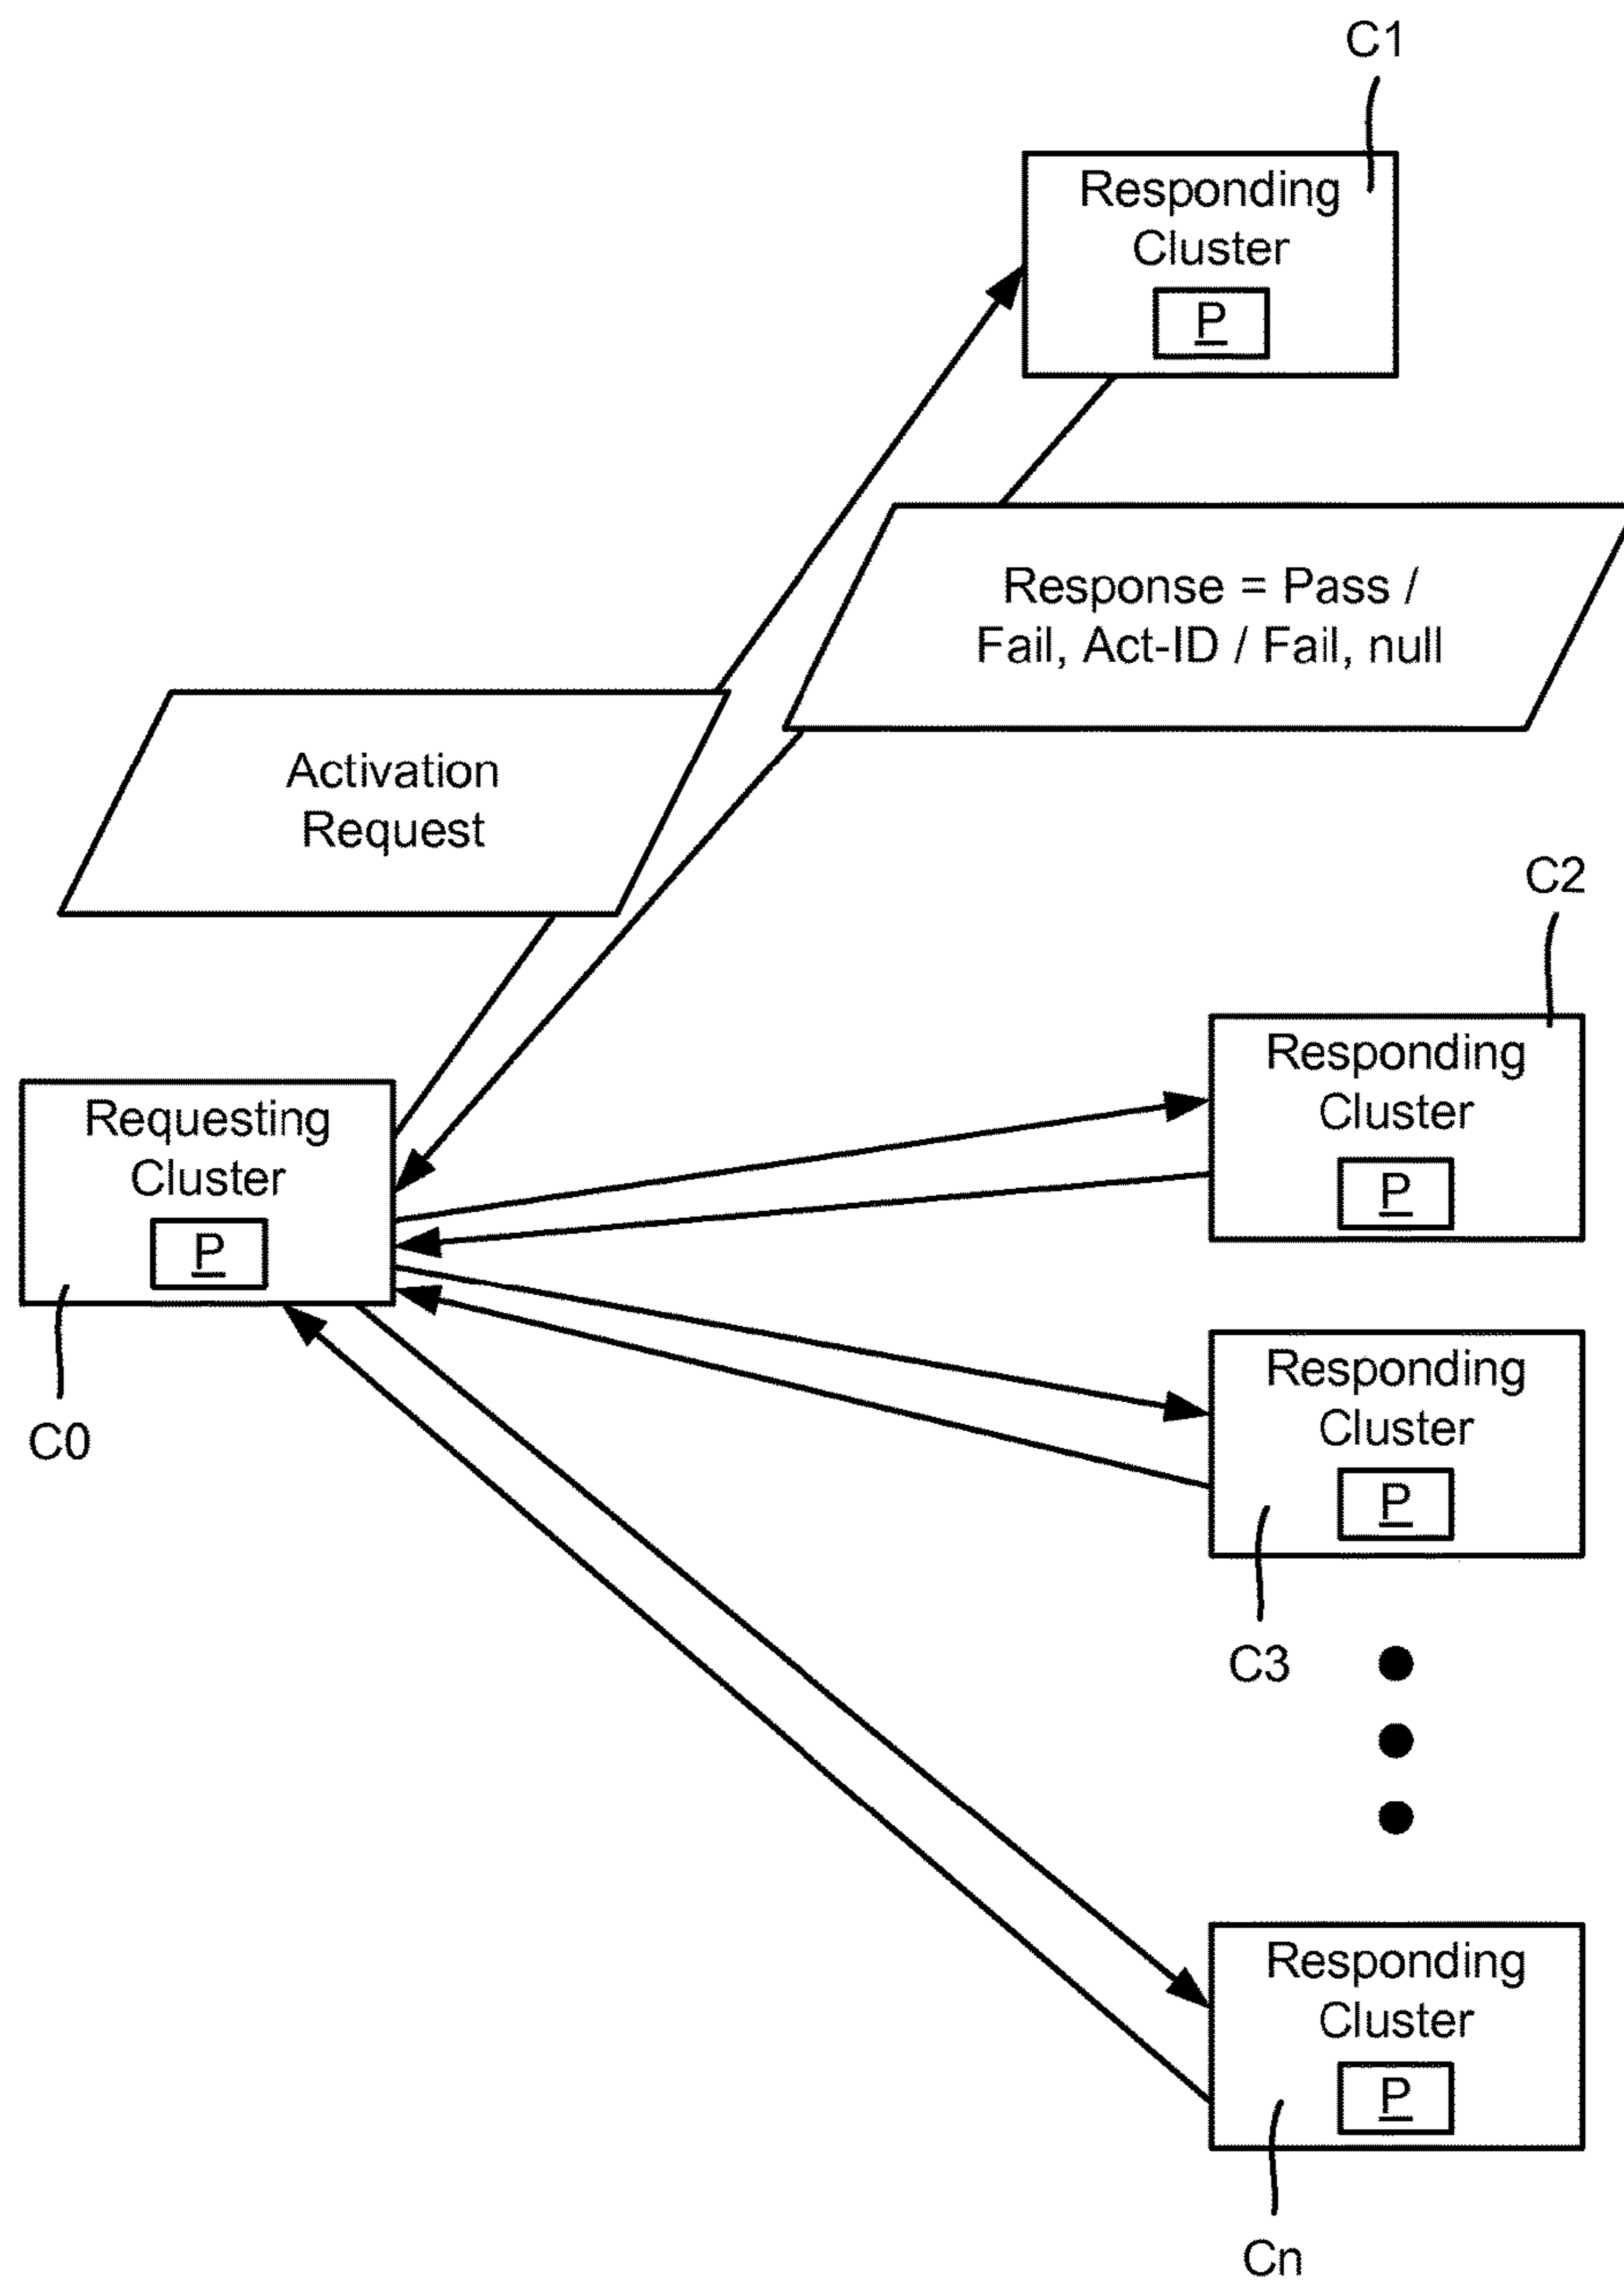 C1
Responding
Cluster
P
Response = Pass /
Fail, Act-ID / Fail, null
Activation
Request
C2
Responding
Cluster
P
Requesting
Cluster
P
C0
Responding
Cluster
P
C3
Responding
Cluster
P
Cn